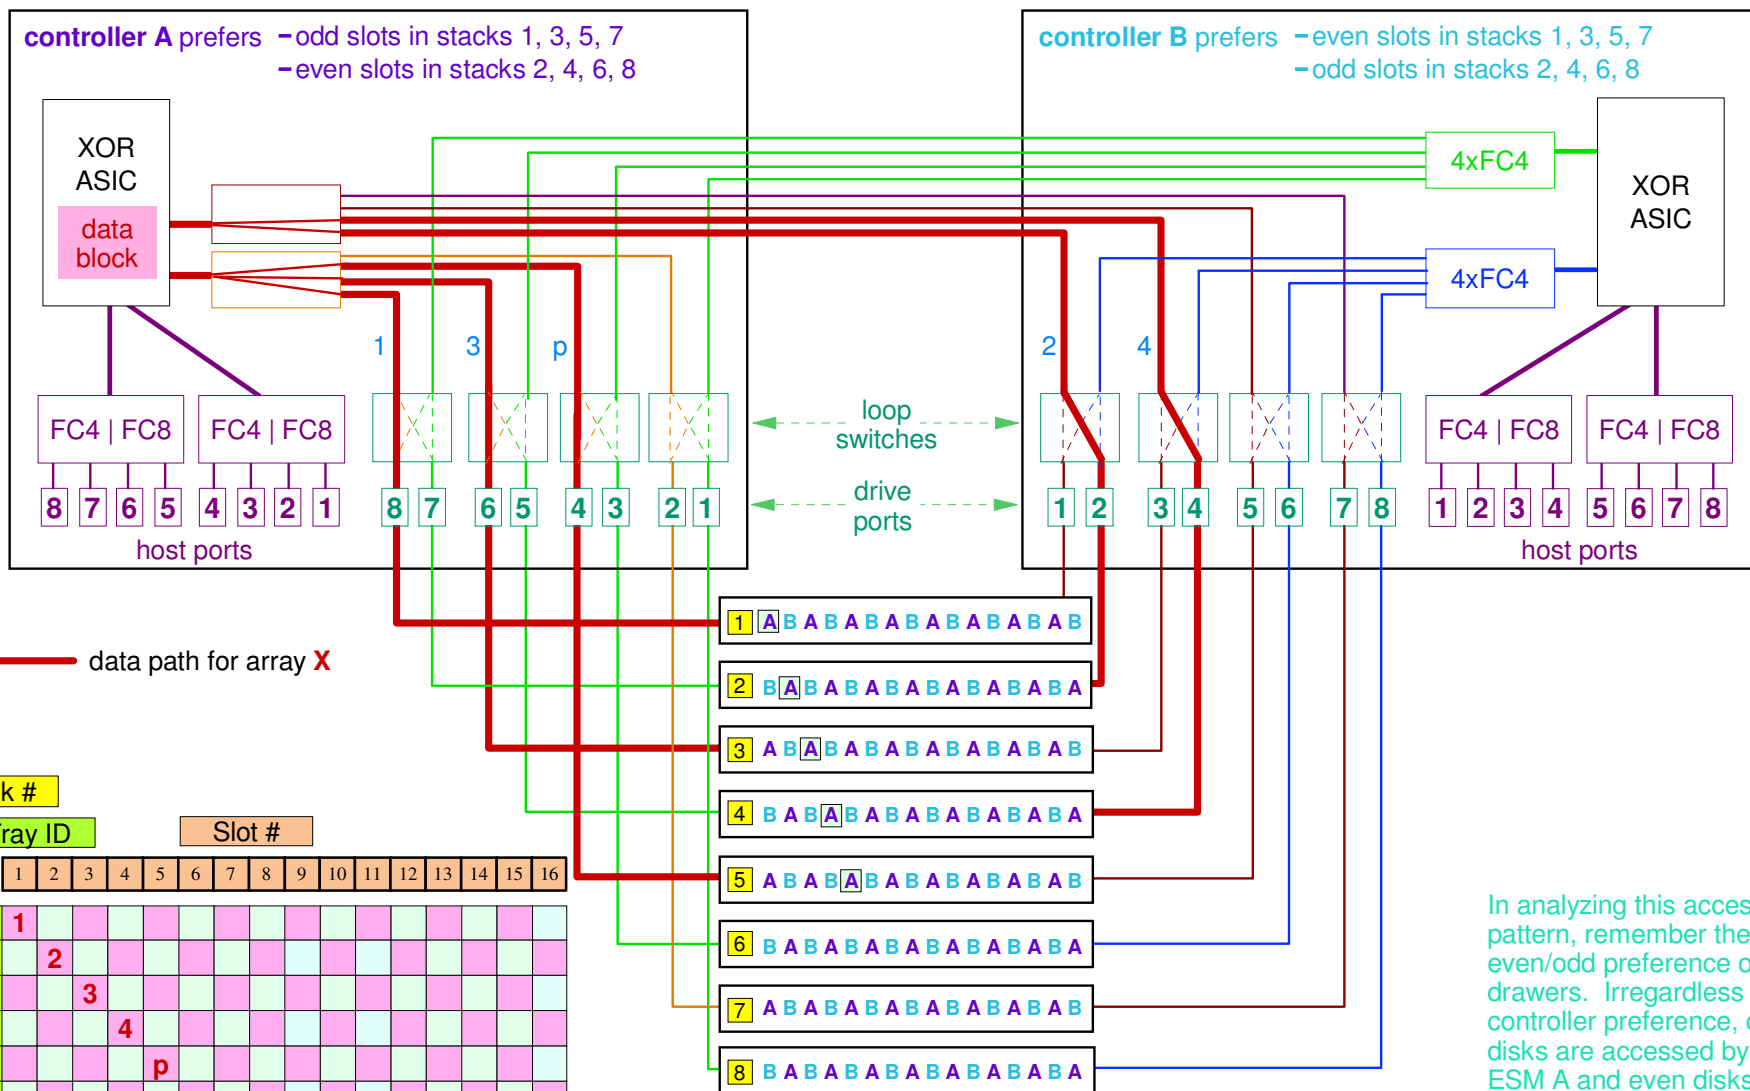 controller A prefers – odd slots in stacks 1, 3, 5, 7
– even slots in stacks 2, 4, 6, 8
controller B prefers – even slots in stacks 1, 3, 5, 7
– odd slots in stacks 2, 4, 6, 8
XOR
ASIC
data
block
4xFC4
4xFC4
XOR
ASIC
1 3 p
2 4
FC4 | FC8 FC4 | FC8
loop
switches
FC4 | FC8 FC4 | FC8
8 7 6 5 4 3 2 1
8 7 6 5 4 3 2 1
drive
ports
1 2 3 4 5 6 7 8
1 2 3 4 5 6 7 8
host ports
host ports
1 A B A B A B A B A B A B A B A B
data path for array X
2 B A B A B A B A B A B A B A B A
3 A B A B A B A B A B A B A B A B
4 B A B A B A B A B A B A B A B A
5 A B A B A B A B A B A B A B A B
6 B A B A B A B A B A B A B A B A
7 A B A B A B A B A B A B A B A B
8 B A B A B A B A B A B A B A B A
k #
ray ID
Slot #
1 2 3 4 5 6 7 8 9 10 11 12 13 14 15 16
1
2
3
4
p
In analyzing this acces
pattern, remember the
even/odd preference o
drawers. Irregardless
controller preference,
disks are accessed by
ESM A and even disks